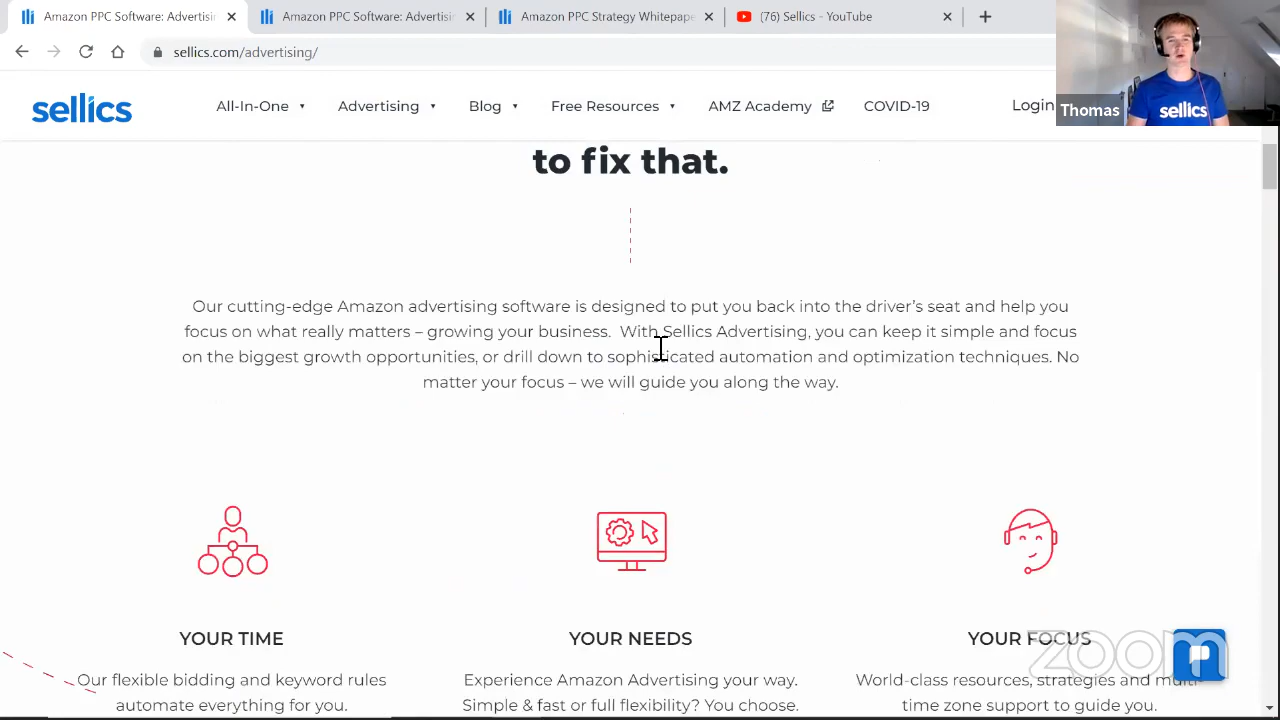 Amazon PPC Software: Advertisin
Amazon PPC Software: Advertisi
Amazon PPC Strategy Whitepape
(76) Sellics - YouTube
sellics.com/advertising/
sellics
All-In-One
Advertising
Blog
Free Resources
AMZ Academy
COVID-19
Login
Thomas
sellics
to fix that.
Our cutting-edge Amazon advertising software is designed to put you back into the driver’s seat and help you
focus on what really matters – growing your business. With Sellics Advertising, you can keep it simple and focus
on the biggest growth opportunities, or drill down to sophisticated automation and optimization techniques. No
matter your focus – we will guide you along the way.
YOUR TIME
Our flexible bidding and keyword rules
automate everything for you.
YOUR NEEDS
Experience Amazon Advertising your way.
Simple & fast or full flexibility? You choose.
YOUR FOCUS
World-class resources, strategies and multi-
time zone support to guide you.
zoom